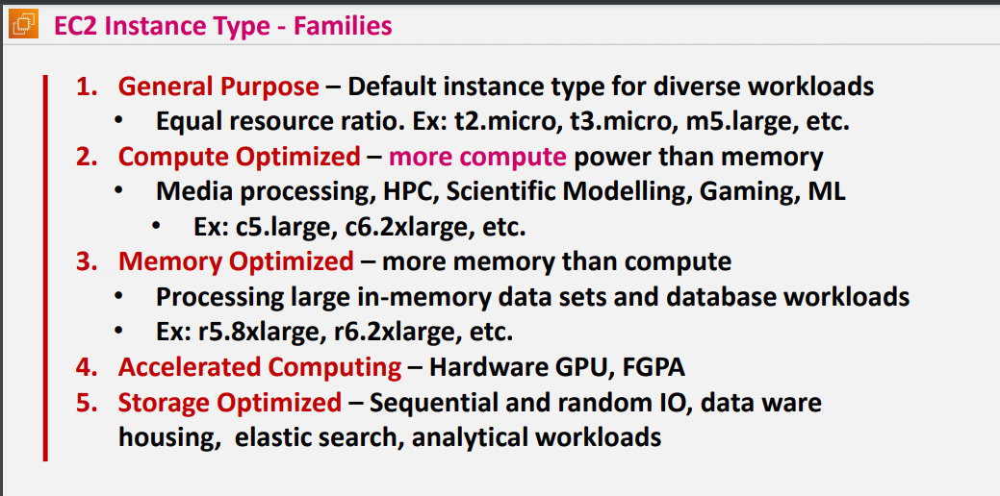 EC2 Instance Type - Families
1. General Purpose – Default instance type for diverse workloads
• Equal resource ratio. Ex: t2.micro, t3.micro, m5.large, etc.
2. Compute Optimized – more compute power than memory
• Media processing, HPC, Scientific Modelling, Gaming, ML
• Ex: c5.large, c6.2xlarge, etc.
3. Memory Optimized – more memory than compute
• Processing large in-memory data sets and database workloads
• Ex: r5.8xlarge, r6.2xlarge, etc.
4. Accelerated Computing – Hardware GPU, FGPA
5. Storage Optimized – Sequential and random IO, data ware
housing,  elastic search, analytical workloads